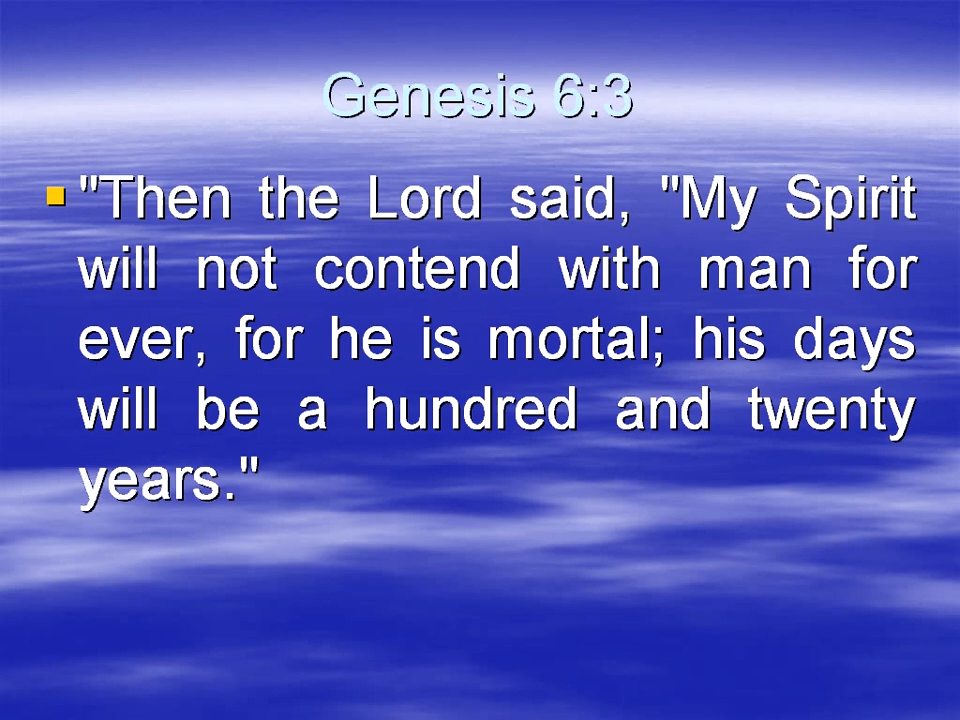 Genesis 6:3
▪ "Then the Lord said, "My Spirit
will not contend with man for
ever, for he is mortal; his days
will be a hundred and twenty
years."